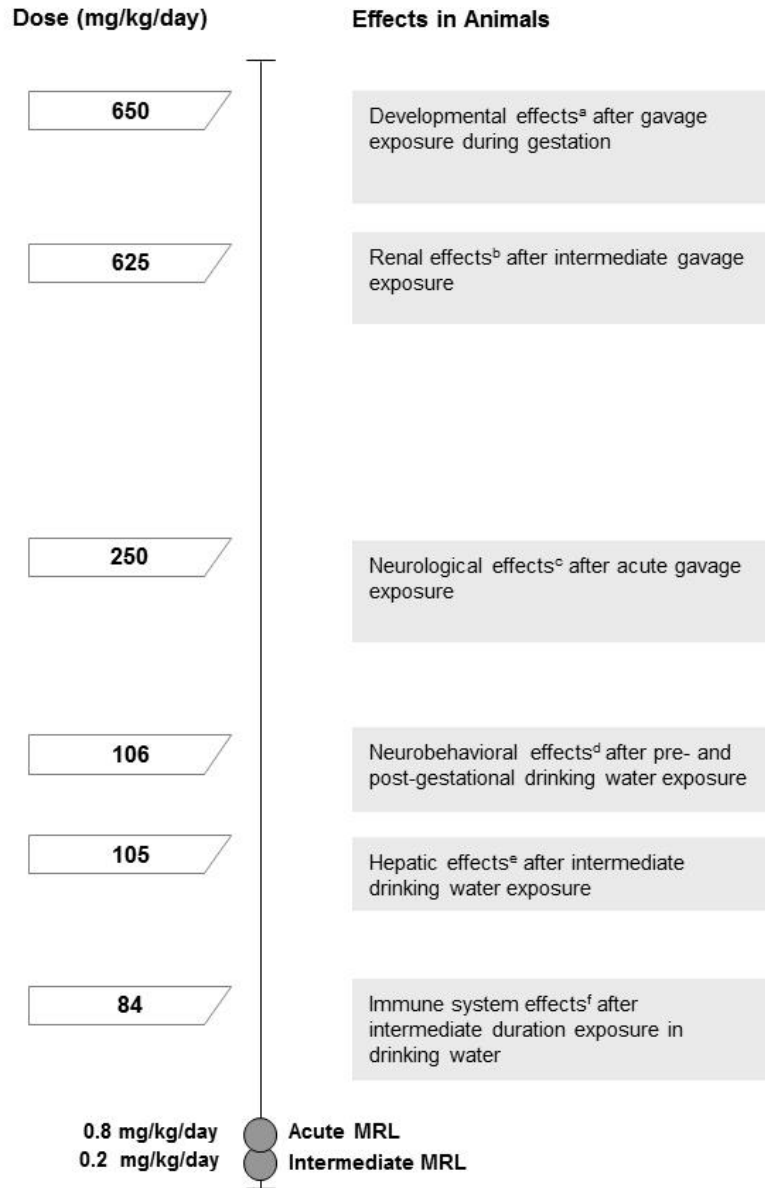 Dose (mg/kg/day) Effects in Animals
650
Developmental effectsᵃ after gavage
exposure during gestation
625
Renal effectsᵇ after intermediate gavage
exposure
250
Neurological effectsᶜ after acute gavage
exposure
106
Neurobehavioral effectsᵈ after pre- and
post-gestational drinking water exposure
105
Hepatic effectsᵉ after intermediate
drinking water exposure
84
Immune system effectsᶠ after
intermediate duration exposure in
drinking water
0.8 mg/kg/day Acute MRL
0.2 mg/kg/day Intermediate MRL